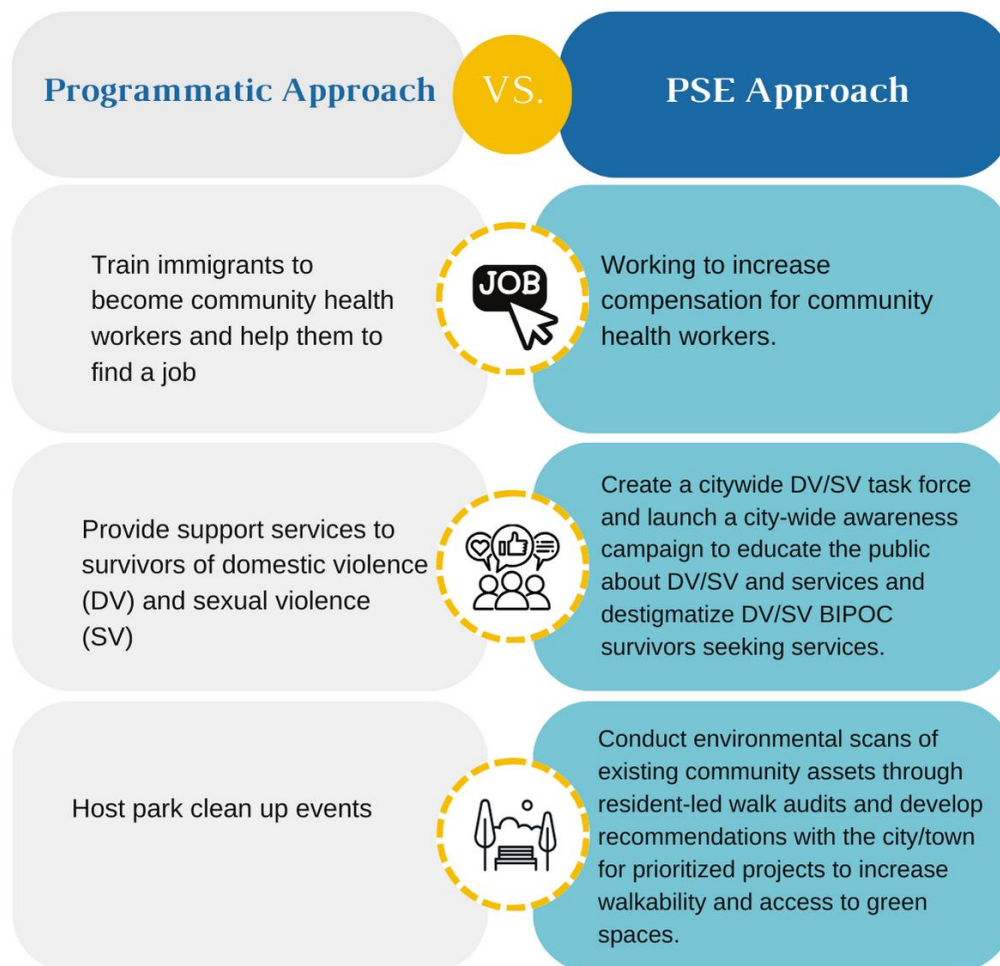 Programmatic Approach
VS.
PSE Approach
Train immigrants to
become community health
workers and help them to
find a job
JOB
Working to increase
compensation for community
health workers.
Provide support services to
survivors of domestic violence
(DV) and sexual violence
(SV)
Create a citywide DV/SV task force
and launch a city-wide awareness
campaign to educate the public
about DV/SV and services and
destigmatize DV/SV BIPOC
survivors seeking services.
Host park clean up events
Conduct environmental scans of
existing community assets through
resident-led walk audits and develop
recommendations with the city/town
for prioritized projects to increase
walkability and access to green
spaces.